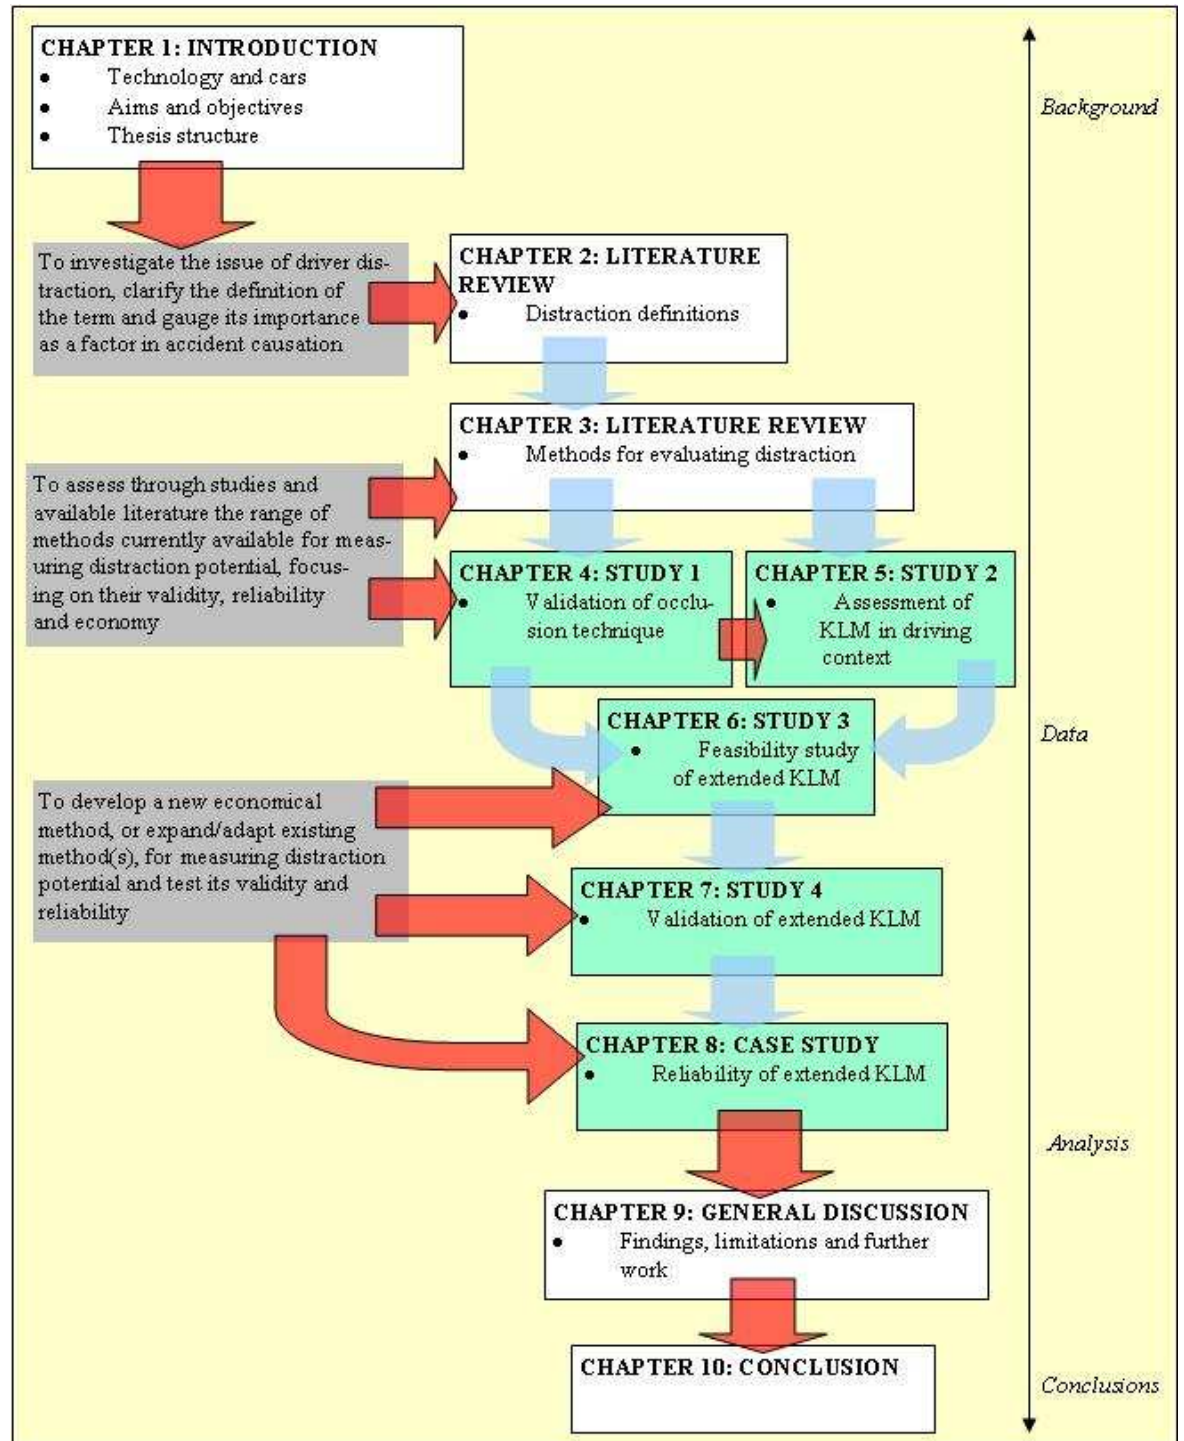 CHAPTER 1: INTRODUCTION
• Technology and cars
• Aims and objectives
• Thesis structure
Background
To investigate the issue of driver dis-
traction, clarify the definition of
the term and gauge its importance
as a factor in accident causation
CHAPTER 2: LITERATURE
REVIEW
• Distraction definitions
CHAPTER 3: LITERATURE REVIEW
• Methods for evaluating distraction
To assess through studies and
available literature the range of
methods currently available for meas-
uring distraction potential, focus-
ing on their validity, reliability
and economy
CHAPTER 4: STUDY 1
• Validation of occlu-
sion technique
CHAPTER 5: STUDY 2
• Assessment of
KLM in driving
context
CHAPTER 6: STUDY 3
• Feasibility study
of extended KLM
Data
To develop a new economical
method, or expand/adapt existing
method(s), for measuring distraction
potential and test its validity and
reliability
CHAPTER 7: STUDY 4
• Validation of extended KLM
CHAPTER 8: CASE STUDY
• Reliability of extended KLM
Analysis
CHAPTER 9: GENERAL DISCUSSION
• Findings, limitations and further
work
CHAPTER 10: CONCLUSION
Conclusions